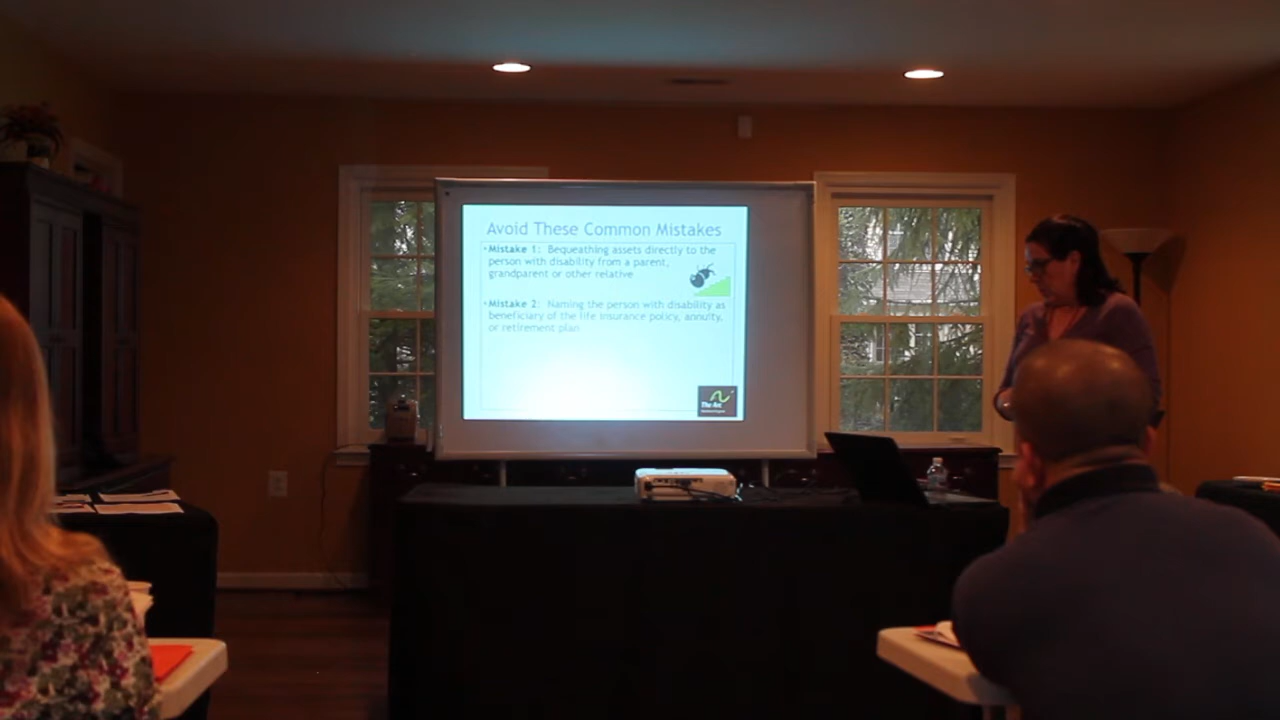 Avoid These Common Mistakes
•Mistake 1: Bequeathing assets directly to the
person with disability from a parent,
grandparent or other relative
•Mistake 2: Naming the person with disability as
beneficiary of the life insurance policy, annuity,
or retirement plan
The Arc